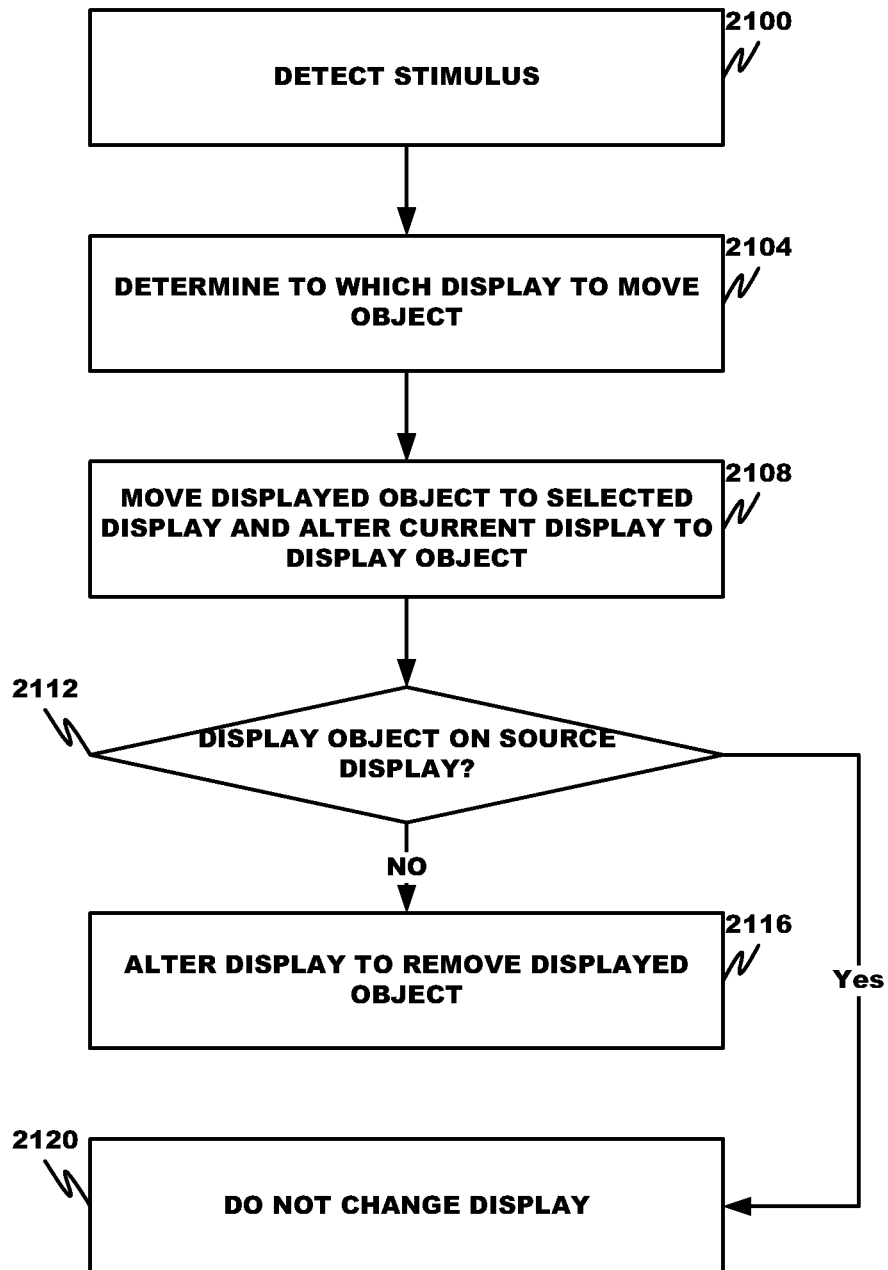 2100
DETECT STIMULUS
2104
DETERMINE TO WHICH DISPLAY TO MOVE
OBJECT
2108
MOVE DISPLAYED OBJECT TO SELECTED
DISPLAY AND ALTER CURRENT DISPLAY TO
DISPLAY OBJECT
2112
DISPLAY OBJECT ON SOURCE
DISPLAY?
NO
2116
ALTER DISPLAY TO REMOVE DISPLAYED
OBJECT
Yes
2120
DO NOT CHANGE DISPLAY